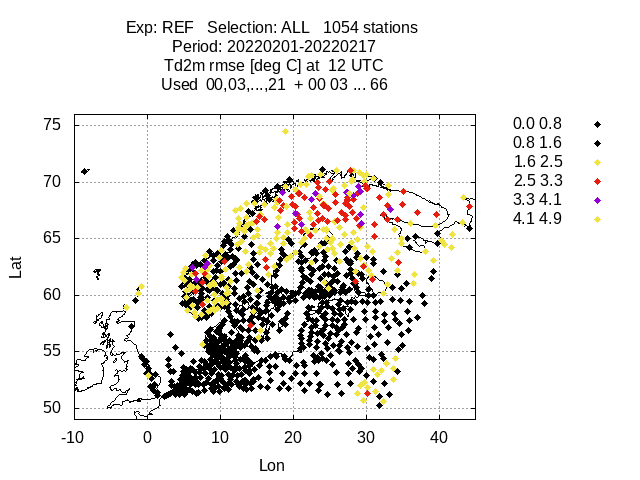 Exp: REF   Selection: ALL   1054 stations
Period: 20220201-20220217
Td2m rmse [deg C] at  12 UTC
Used  00,03,...,21  + 00 03 ... 66
0.0 0.8
0.8 1.6
1.6 2.5
2.5 3.3
3.3 4.1
4.1 4.9
75
70
65
60
55
50
Lat
-10 0 10 20 30 40
Lon